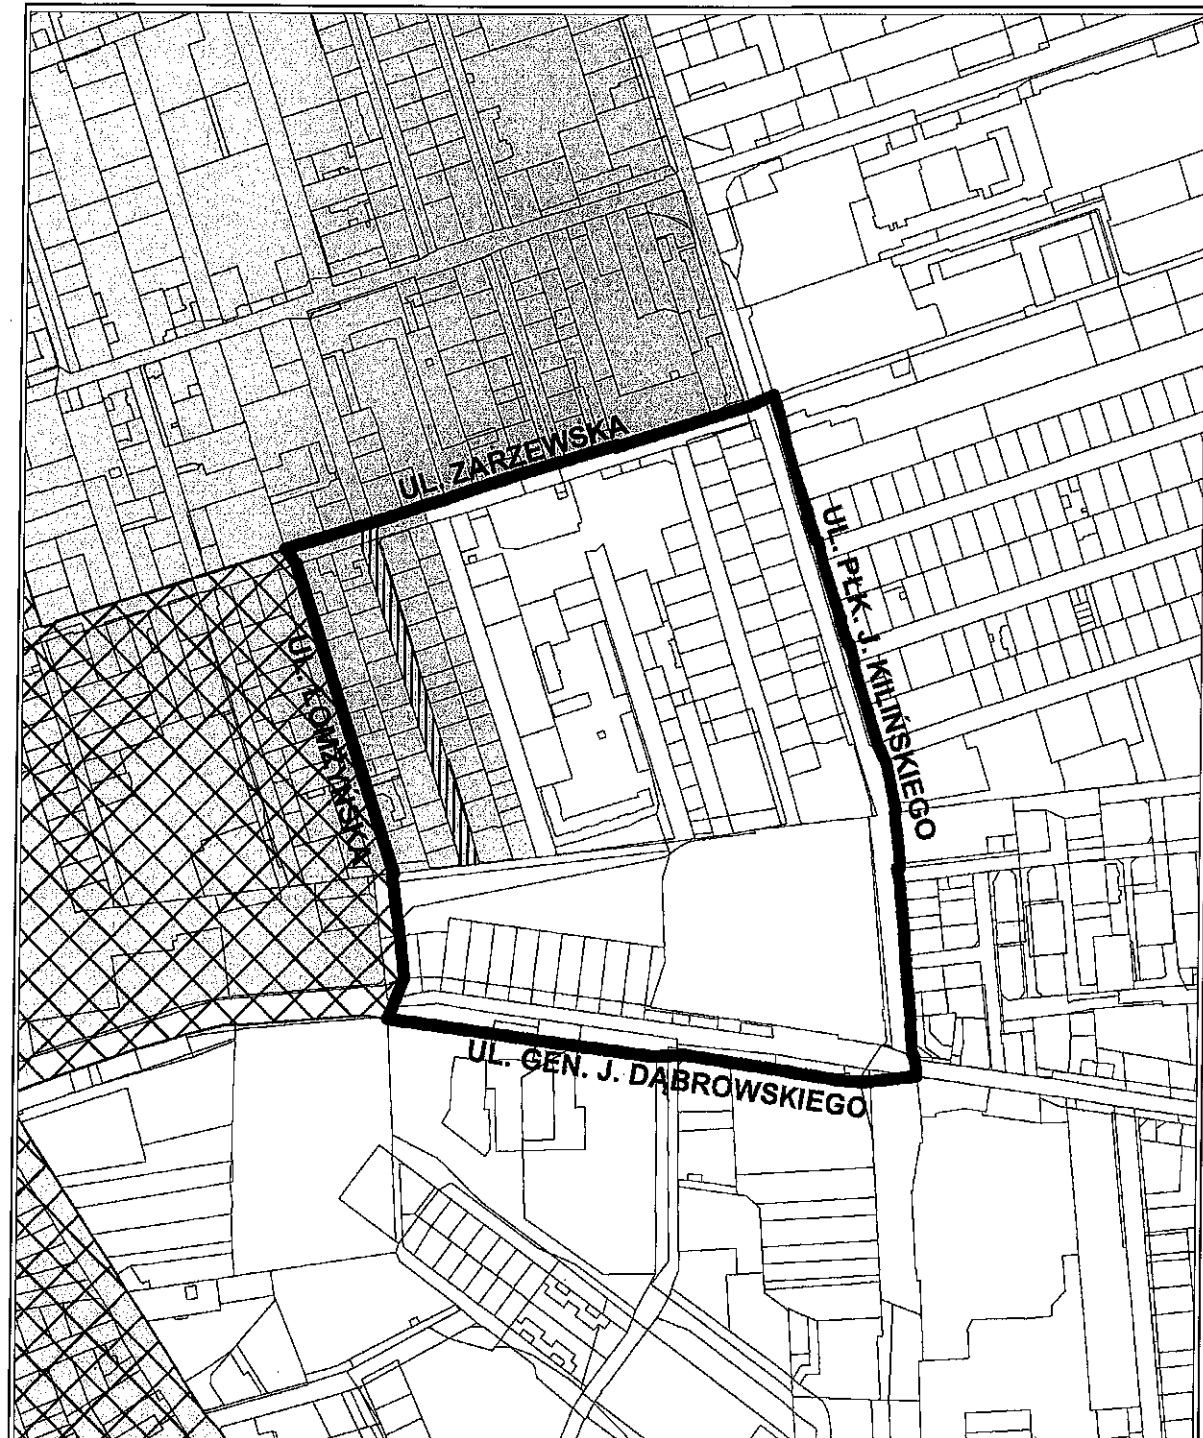 UL. ZARZEWSKA
UL. PŁK. J. KILIŃSKIEGO
UL. ŁOMŻYŃSKA
UL. GEN. J. DĄBROWSKIEGO